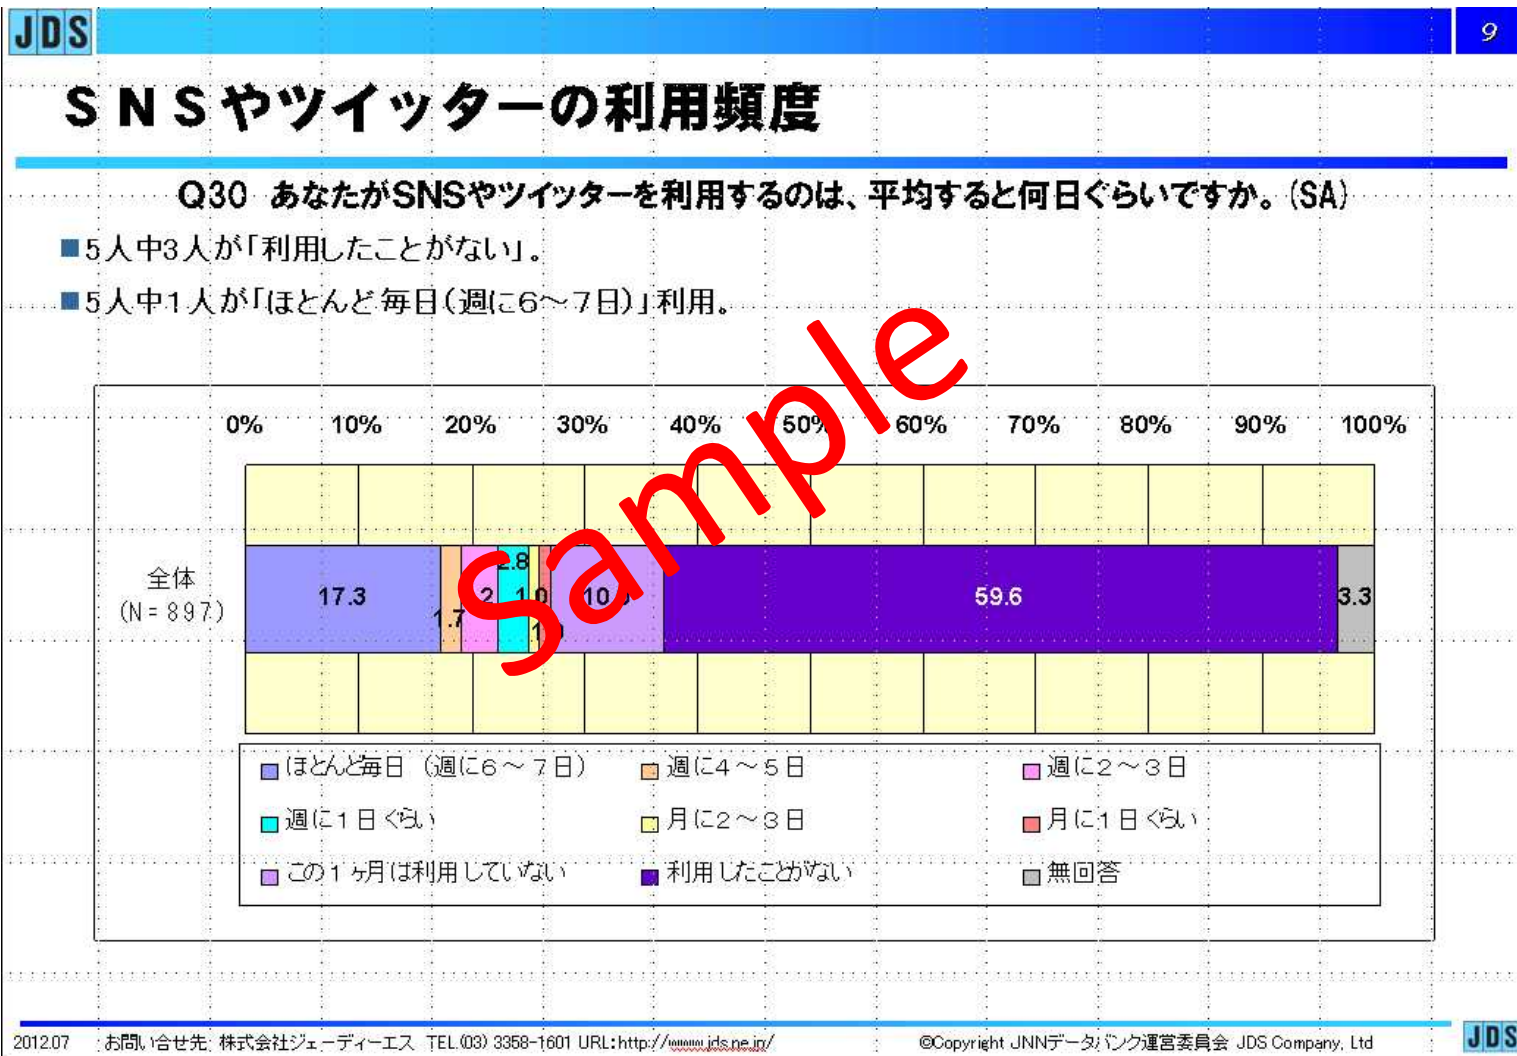 JDS
9
SNSやツイッターの利用頻度
Q30 あなたがSNSやツイッターを利用するのは、平均すると何日ぐらいですか。(SA)
■5人中3人が「利用したことがない」。
■5人中1人が「ほとんど毎日(週に6～7日)」利用。
0% 10% 20% 30% 40% 50% 60% 70% 80% 90% 100%
全体
(N=897)
17.3 1.7 2.8 1.0 59.6 3.3
Sample
ほとんど毎日(週に6～7日) 週に4～5日 週に2～3日
週に1日ぐらい 月に2～3日 月に1日ぐらい
この1ヶ月は利用していない 利用したことがない 無回答
2012.07 お問い合せ先: 株式会社ジェーディーエス TEL.(03) 3358-1601 URL:http://www.jds.ne.jp/ ©Copyright JNNデータバンク運営委員会 JDS Company, Ltd
JDS